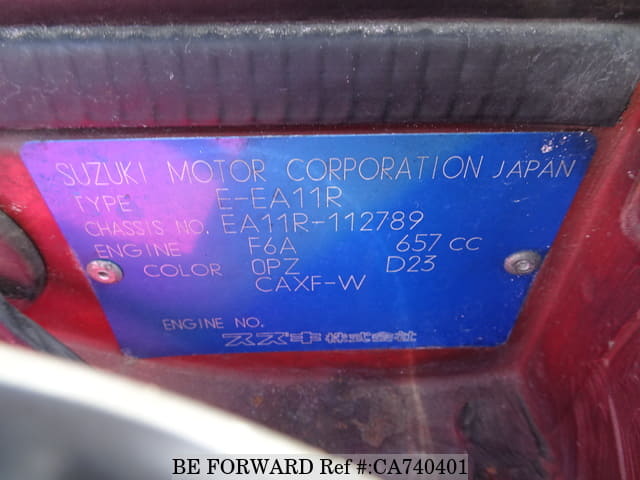 SUZUKI MOTOR CORPORATION JAPAN
TYPE E-EA11R
CHASSIS NO. EA11R-112789
ENGINE F6A 657 CC
COLOR 0PZ D23
CAXF-W
ENGINE NO.
スズキ株式会社
BE FORWARD Ref #:CA740401